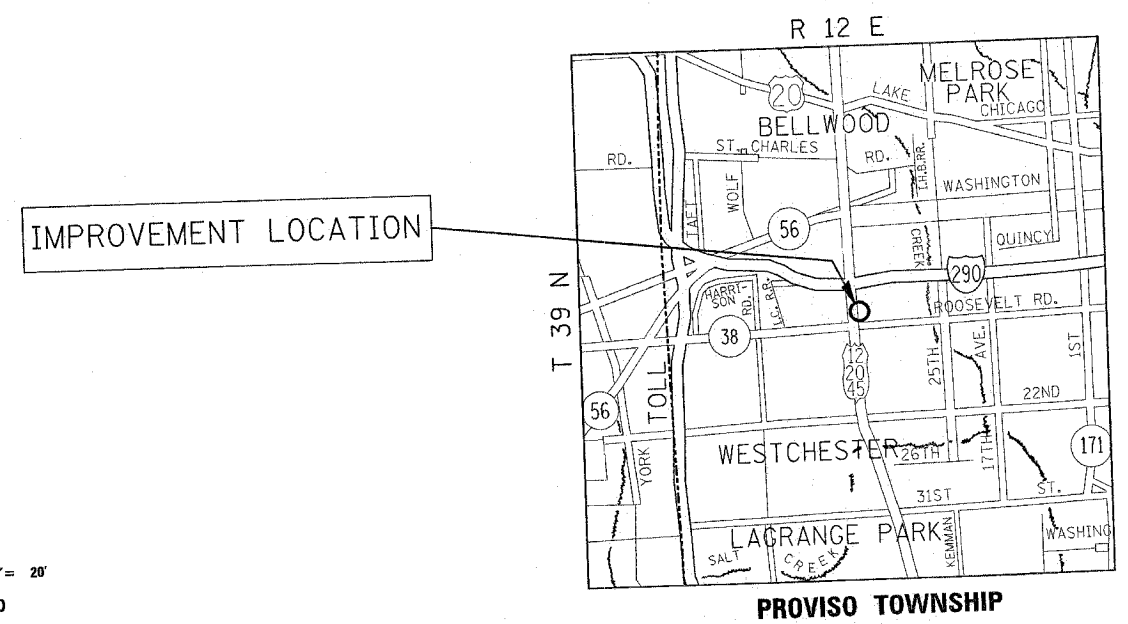 R 12 E
MELROSE
PARK
20
LAKE
CHICAGO
BELLWOOD
ST. CHARLES
RD.
RD.
I.H.B.RR.
WASHINGTON
WOLF
TAFT
IMPROVEMENT LOCATION
56
CREEK
QUINCY
290
T 39 N
HARRI-
SON
RD.
I.C. R.R.
ROOSEVELT RD.
38
12
20
45
25TH
AVE.
1ST
TOLL
22ND
56
WESTCHESTER
26TH
17TH
171
YORK
31ST
ST.
LAGRANGE PARK
KEMMAN
WASHING
SALT
CREEK
= 20'
PROVISO TOWNSHIP